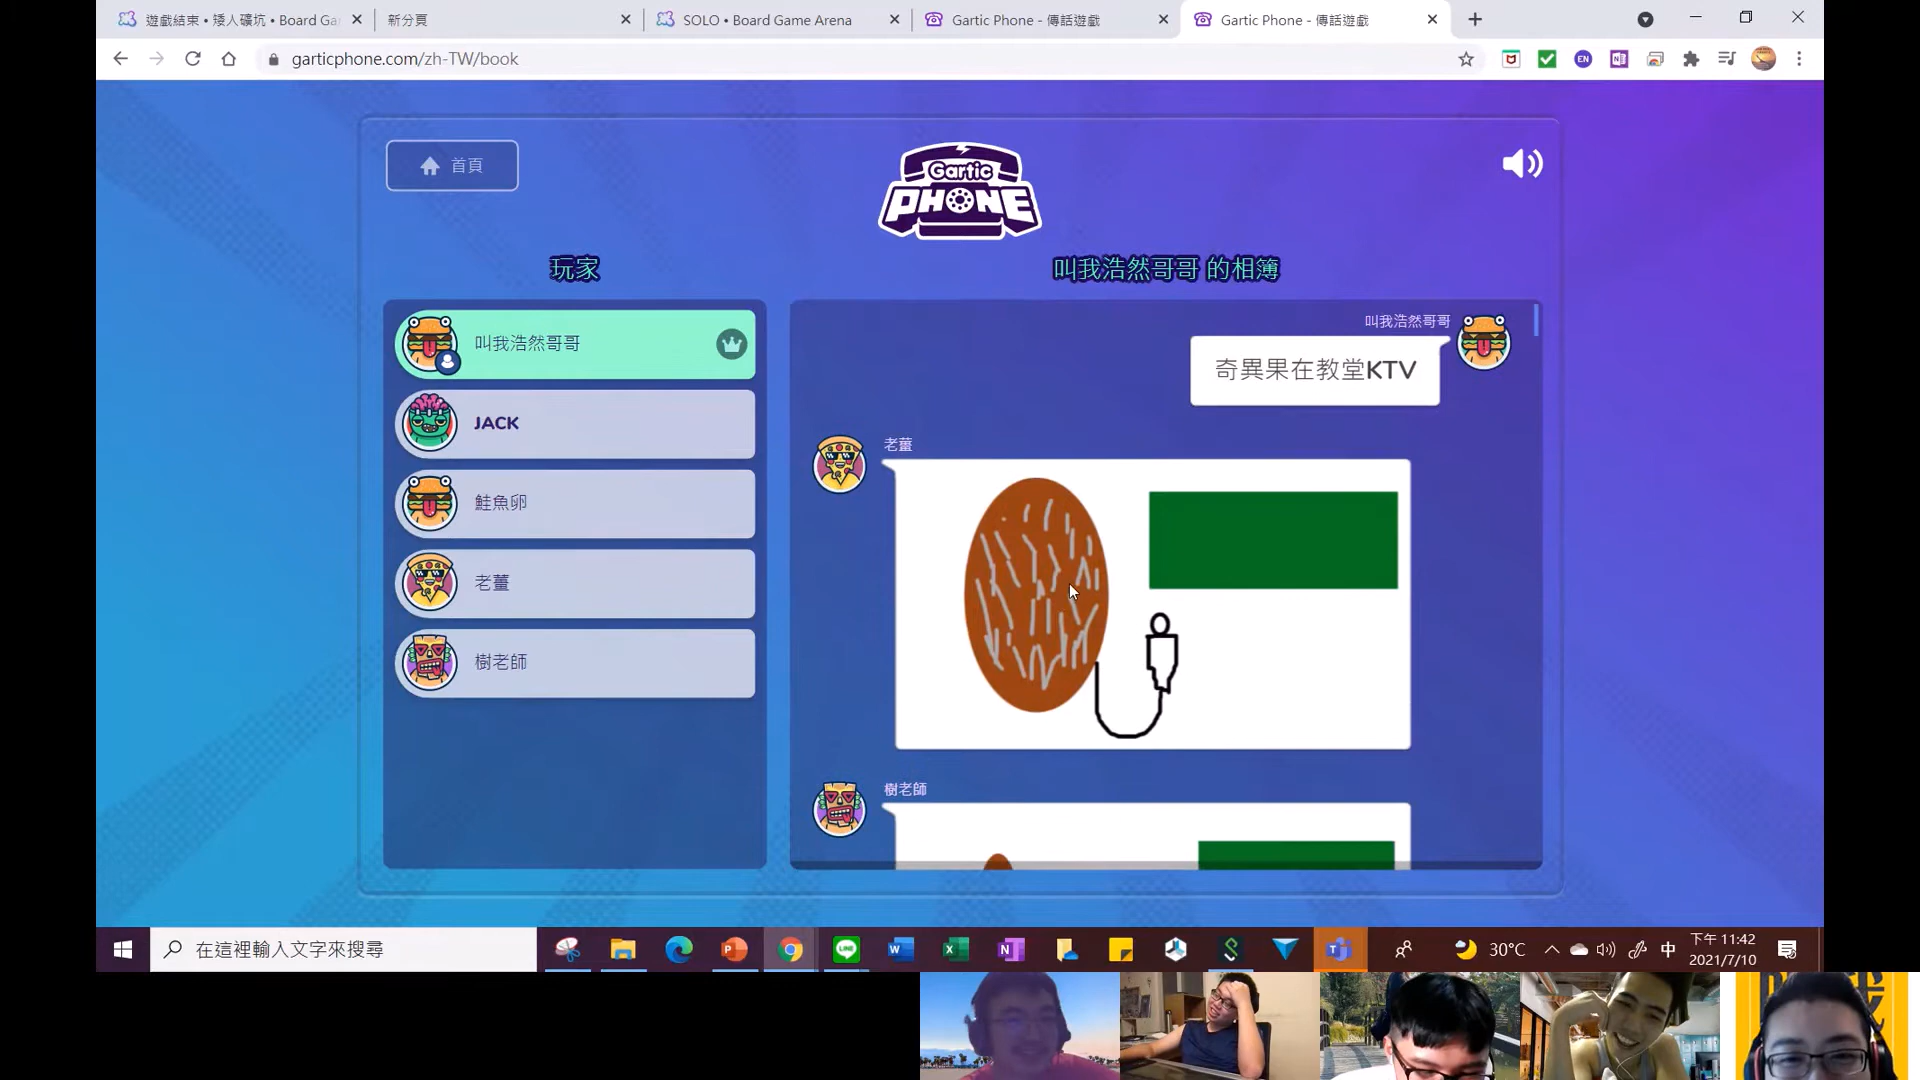 遊戲結束 • 矮人礦坑 • Board Ga
新分頁
SOLO • Board Game Arena
Gartic Phone - 傳話遊戲
Gartic Phone - 傳話遊戲
garticphone.com/zh-TW/book
EN
首頁
Gartic
PHONE
玩家
叫我浩然哥哥 的相簿
叫我浩然哥哥
JACK
鮭魚卵
老薑
樹老師
叫我浩然哥哥
奇異果在教堂KTV
老薑
樹老師
在這裡輸入文字來搜尋
30°C
中
下午 11:42
2021/7/10